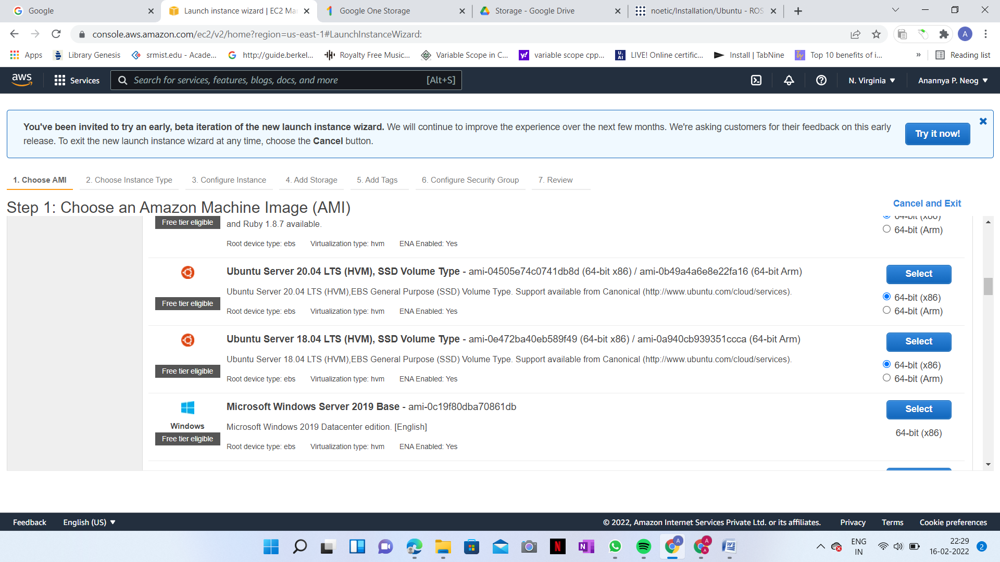 Google
Launch instance wizard | EC2 Ma
Google One Storage
Storage - Google Drive
noetic/Installation/Ubuntu - ROS
console.aws.amazon.com/ec2/v2/home?region=us-east-1#LaunchInstanceWizard:
A
Apps
Library Genesis
srmist.edu - Acade...
http://guide.berkel...
Royalty Free Music...
Variable Scope in C...
variable scope cpp...
LIVE! Online certific...
Install | TabNine
Top 10 benefits of i...
»
Reading list
aws
Services
Search for services, features, blogs, docs, and more
[Alt+S]
N. Virginia
Anannya P. Neog
You've been invited to try an early, beta iteration of the new launch instance wizard. We will continue to improve the experience over the next few months. We're asking customers for their feedback on this early
release. To exit the new launch instance wizard at any time, choose the Cancel button.
Try it now!
1. Choose AMI
2. Choose Instance Type
3. Configure Instance
4. Add Storage
5. Add Tags
6. Configure Security Group
7. Review
Step 1: Choose an Amazon Machine Image (AMI)
Cancel and Exit
Free tier eligible
and Ruby 1.8.7 available.
64-bit (x86)
64-bit (Arm)
Root device type: ebs
Virtualization type: hvm
ENA Enabled: Yes
Ubuntu Server 20.04 LTS (HVM), SSD Volume Type - ami-04505e74c0741db8d (64-bit x86) / ami-0b49a4a6e8e22fa16 (64-bit Arm)
Select
Ubuntu Server 20.04 LTS (HVM),EBS General Purpose (SSD) Volume Type. Support available from Canonical (http://www.ubuntu.com/cloud/services).
Free tier eligible
64-bit (x86)
64-bit (Arm)
Root device type: ebs
Virtualization type: hvm
ENA Enabled: Yes
Ubuntu Server 18.04 LTS (HVM), SSD Volume Type - ami-0e472ba40eb589f49 (64-bit x86) / ami-0a940cb939351ccca (64-bit Arm)
Select
Ubuntu Server 18.04 LTS (HVM),EBS General Purpose (SSD) Volume Type. Support available from Canonical (http://www.ubuntu.com/cloud/services).
Free tier eligible
64-bit (x86)
64-bit (Arm)
Root device type: ebs
Virtualization type: hvm
ENA Enabled: Yes
Microsoft Windows Server 2019 Base - ami-0c19f80dba70861db
Select
Windows
Microsoft Windows 2019 Datacenter edition. [English]
Free tier eligible
64-bit (x86)
Root device type: ebs
Virtualization type: hvm
ENA Enabled: Yes
Feedback
English (US)
© 2022, Amazon Internet Services Private Ltd. or its affiliates.
Privacy
Terms
Cookie preferences
ENG
IN
22:29
16-02-2022
2